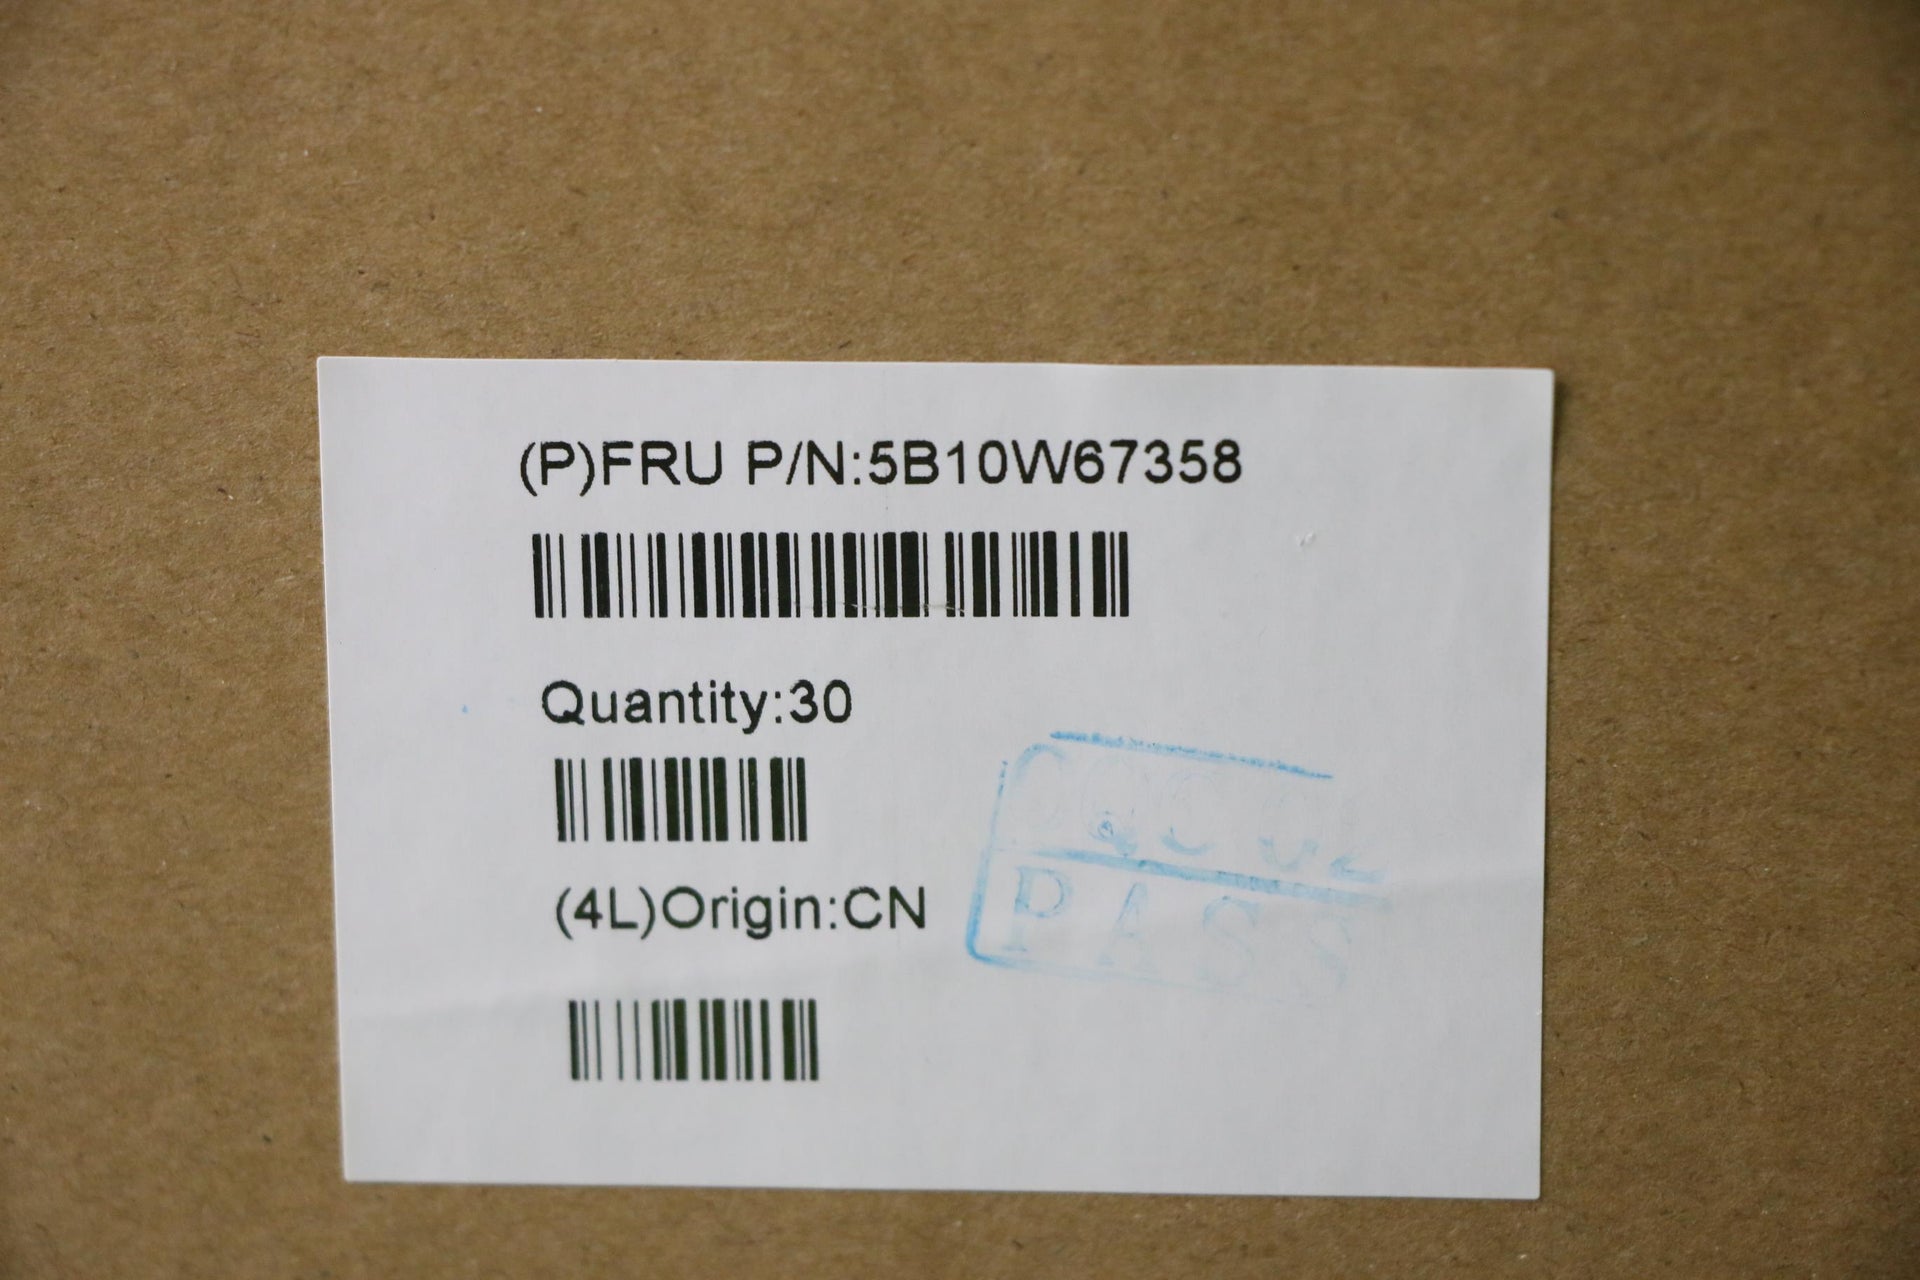 (P)FRU P/N:5B10W67358
Quantity:30
(4L)Origin:CN
PASS